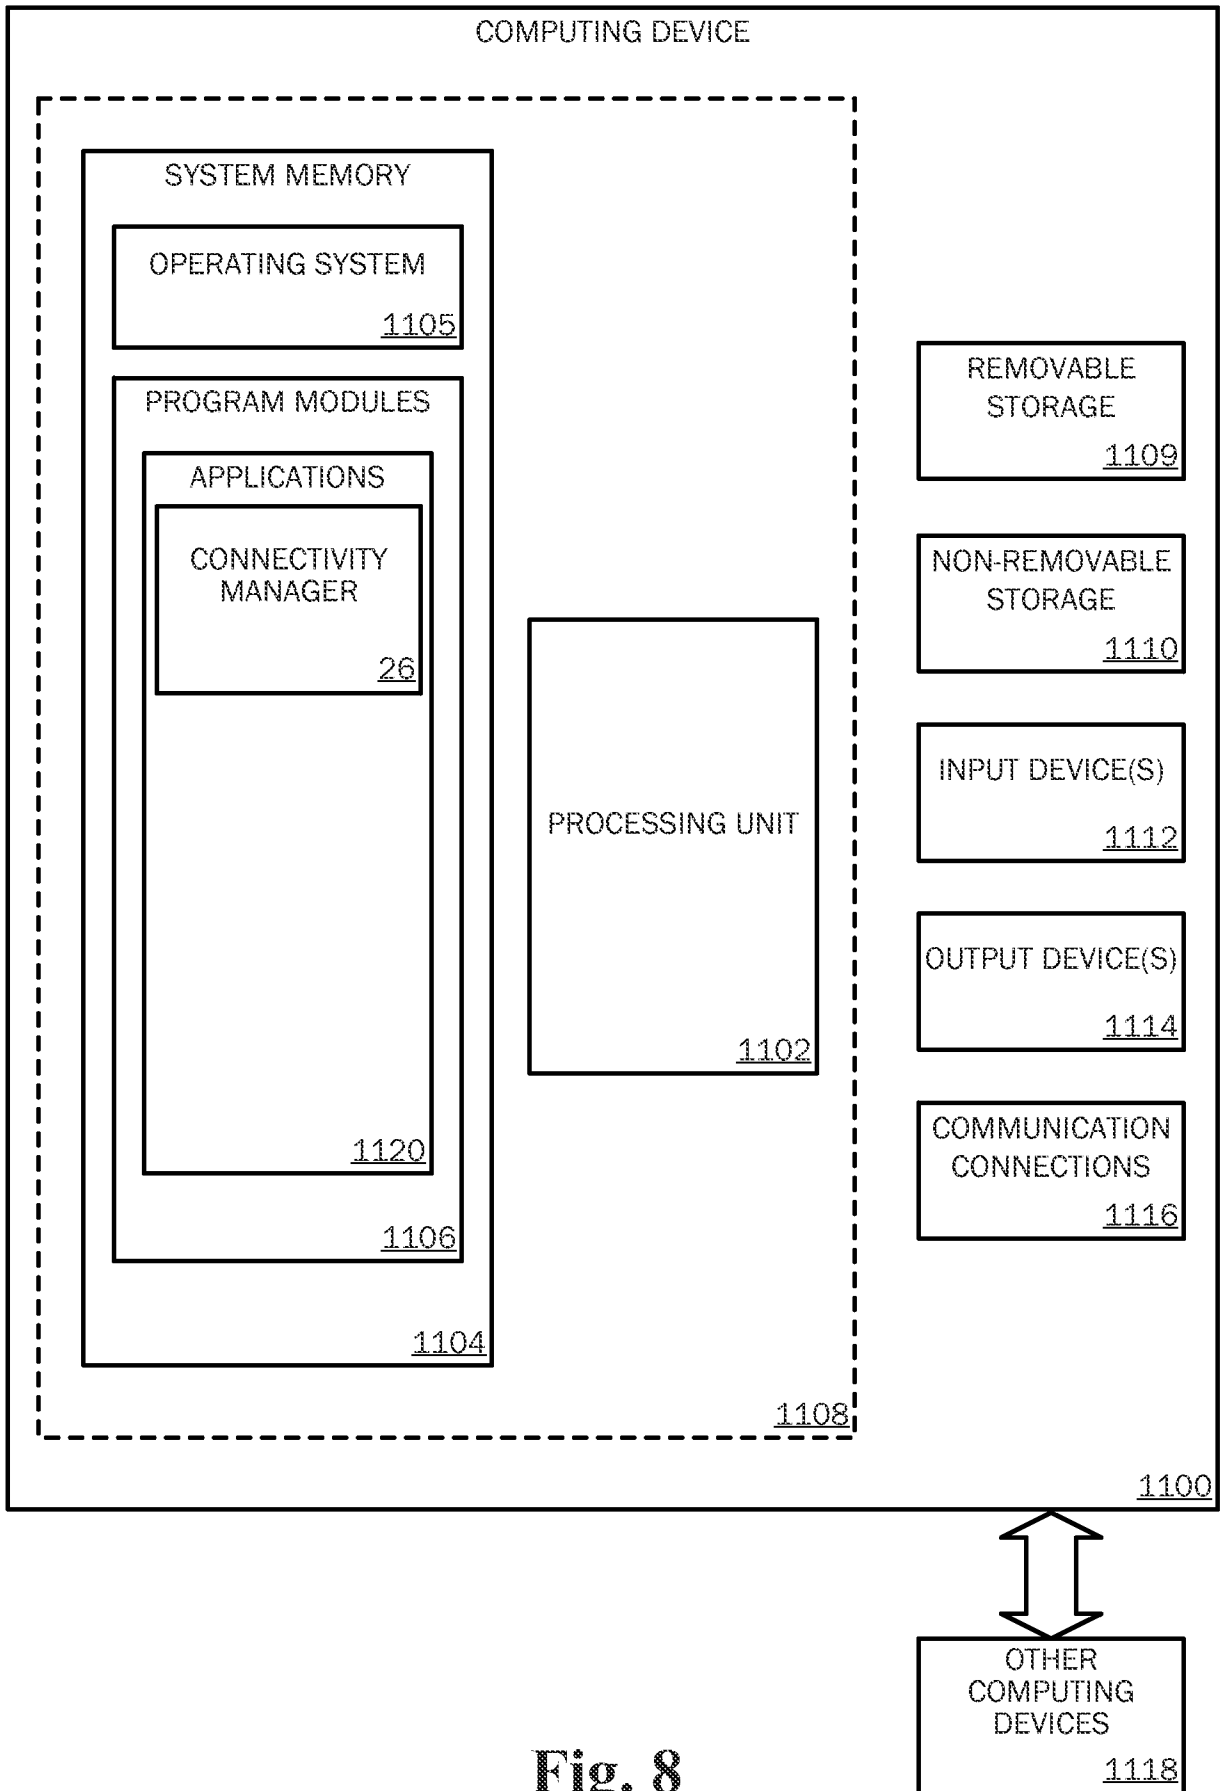 COMPUTING DEVICE
SYSTEM MEMORY
OPERATING SYSTEM
1105
PROGRAM MODULES
APPLICATIONS
CONNECTIVITY
MANAGER
26
1120
1106
1104
PROCESSING UNIT
1102
1108
REMOVABLE
STORAGE
1109
NON-REMOVABLE
STORAGE
1110
INPUT DEVICE(S)
1112
OUTPUT DEVICE(S)
1114
COMMUNICATION
CONNECTIONS
1116
1100
OTHER
COMPUTING
DEVICES
1118
Fig. 8